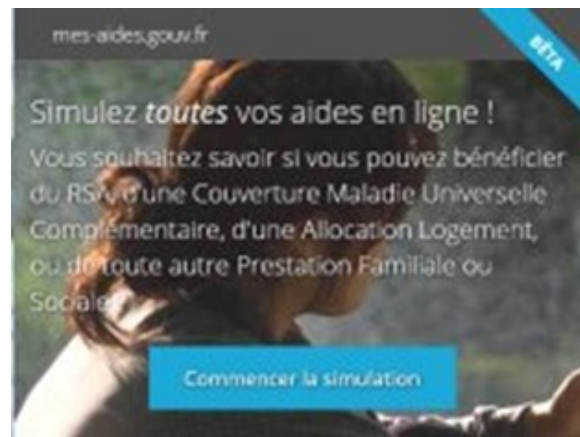 mes-aides.gouv.fr
BÊTA
Simulez toutes vos aides en ligne !
Vous souhaitez savoir si vous pouvez bénéficier
du RSA, d'une Couverture Maladie Universelle
Complémentaire, d'une Allocation Logement,
ou de toute autre Prestation Familiale ou
Sociale
Commencer la simulation